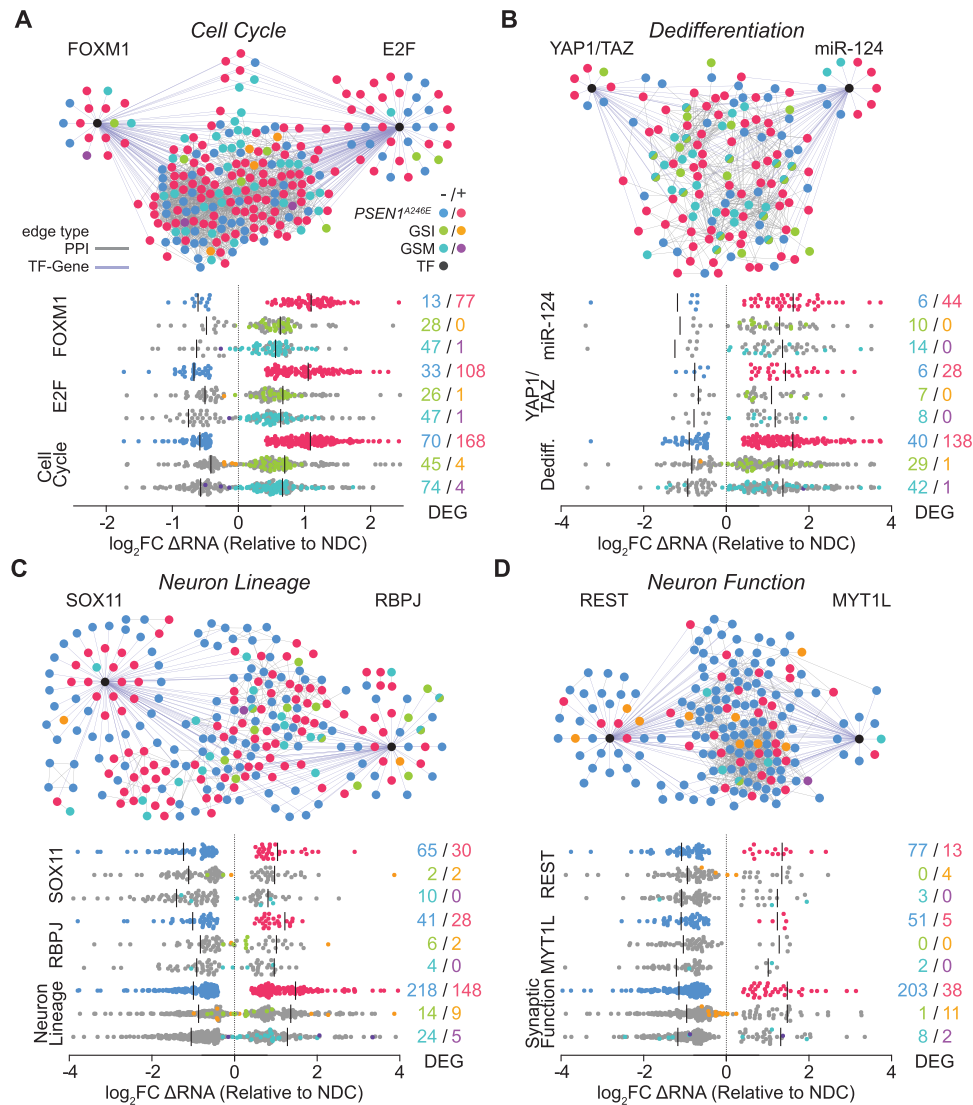 A
Cell Cycle
FOXM1
E2F
- /+
PSEN1A246E
/
GSI
/
GSM
/
TF
edge type
PPI
TF-Gene
FOXM1
13 / 77
28 / 0
47 / 1
E2F
33 / 108
26 / 1
47 / 1
Cell
Cycle
70 / 168
45 / 4
74 / 4
-2
-1
0
1
2
DEG
log2FC ΔRNA (Relative to NDC)
B
Dedifferentiation
YAP1/TAZ
miR-124
miR-124
6 / 44
10 / 0
14 / 0
YAP1/
TAZ
6 / 28
7 / 0
8 / 0
Dediff.
40 / 138
29 / 1
42 / 1
-4
-2
0
2
4
DEG
log2FC ΔRNA (Relative to NDC)
C
Neuron Lineage
SOX11
RBPJ
SOX11
65 / 30
2 / 2
10 / 0
RBPJ
41 / 28
6 / 2
4 / 0
Neuron
Lineage
218 / 148
14 / 9
24 / 5
DEG
-4
-2
0
2
4
log2FC ΔRNA (Relative to NDC)
D
Neuron Function
REST
MYT1L
REST
77 / 13
0 / 4
3 / 0
MYT1L
51 / 5
0 / 0
2 / 0
Synaptic
Function
203 / 38
1 / 11
8 / 2
DEG
-4
-2
0
2
4
log2FC ΔRNA (Relative to NDC)